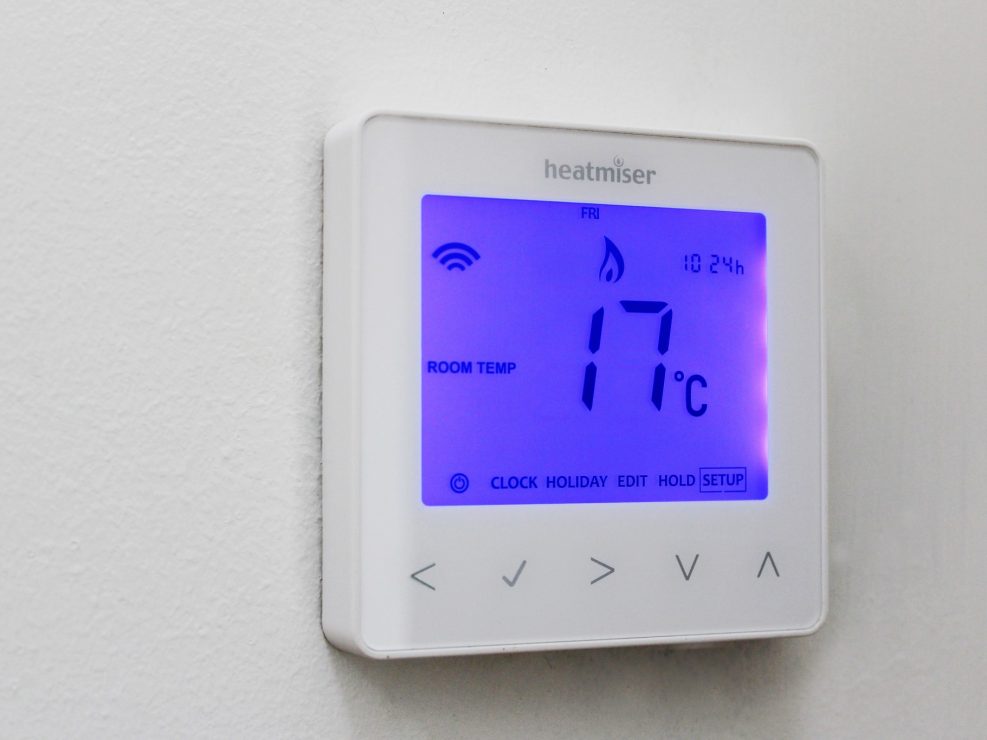 heatmiser
FRI
10 24h
17°C
ROOM TEMP
CLOCK HOLIDAY EDIT HOLD SETUP